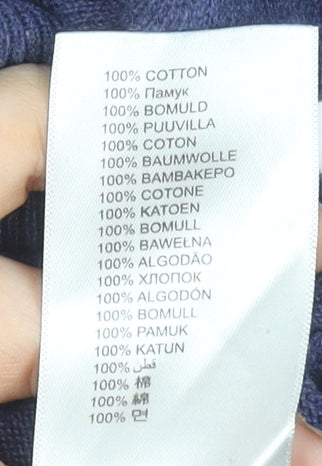 100% COTTON
100% Памук
100% BOMULD
100% PUUVILLA
100% COTON
100% BAUMWOLLE
100% BAMBAKEPO
100% COTONE
100% KATOEN
100% BOMULL
100% BAWEŁNA
100% ALGODÃO
100% ХЛОПОК
100% ALGODÓN
100% BOMULL
100% PAMUK
100% KATUN
100% قطن
100% 棉
100% 綿
100% 면